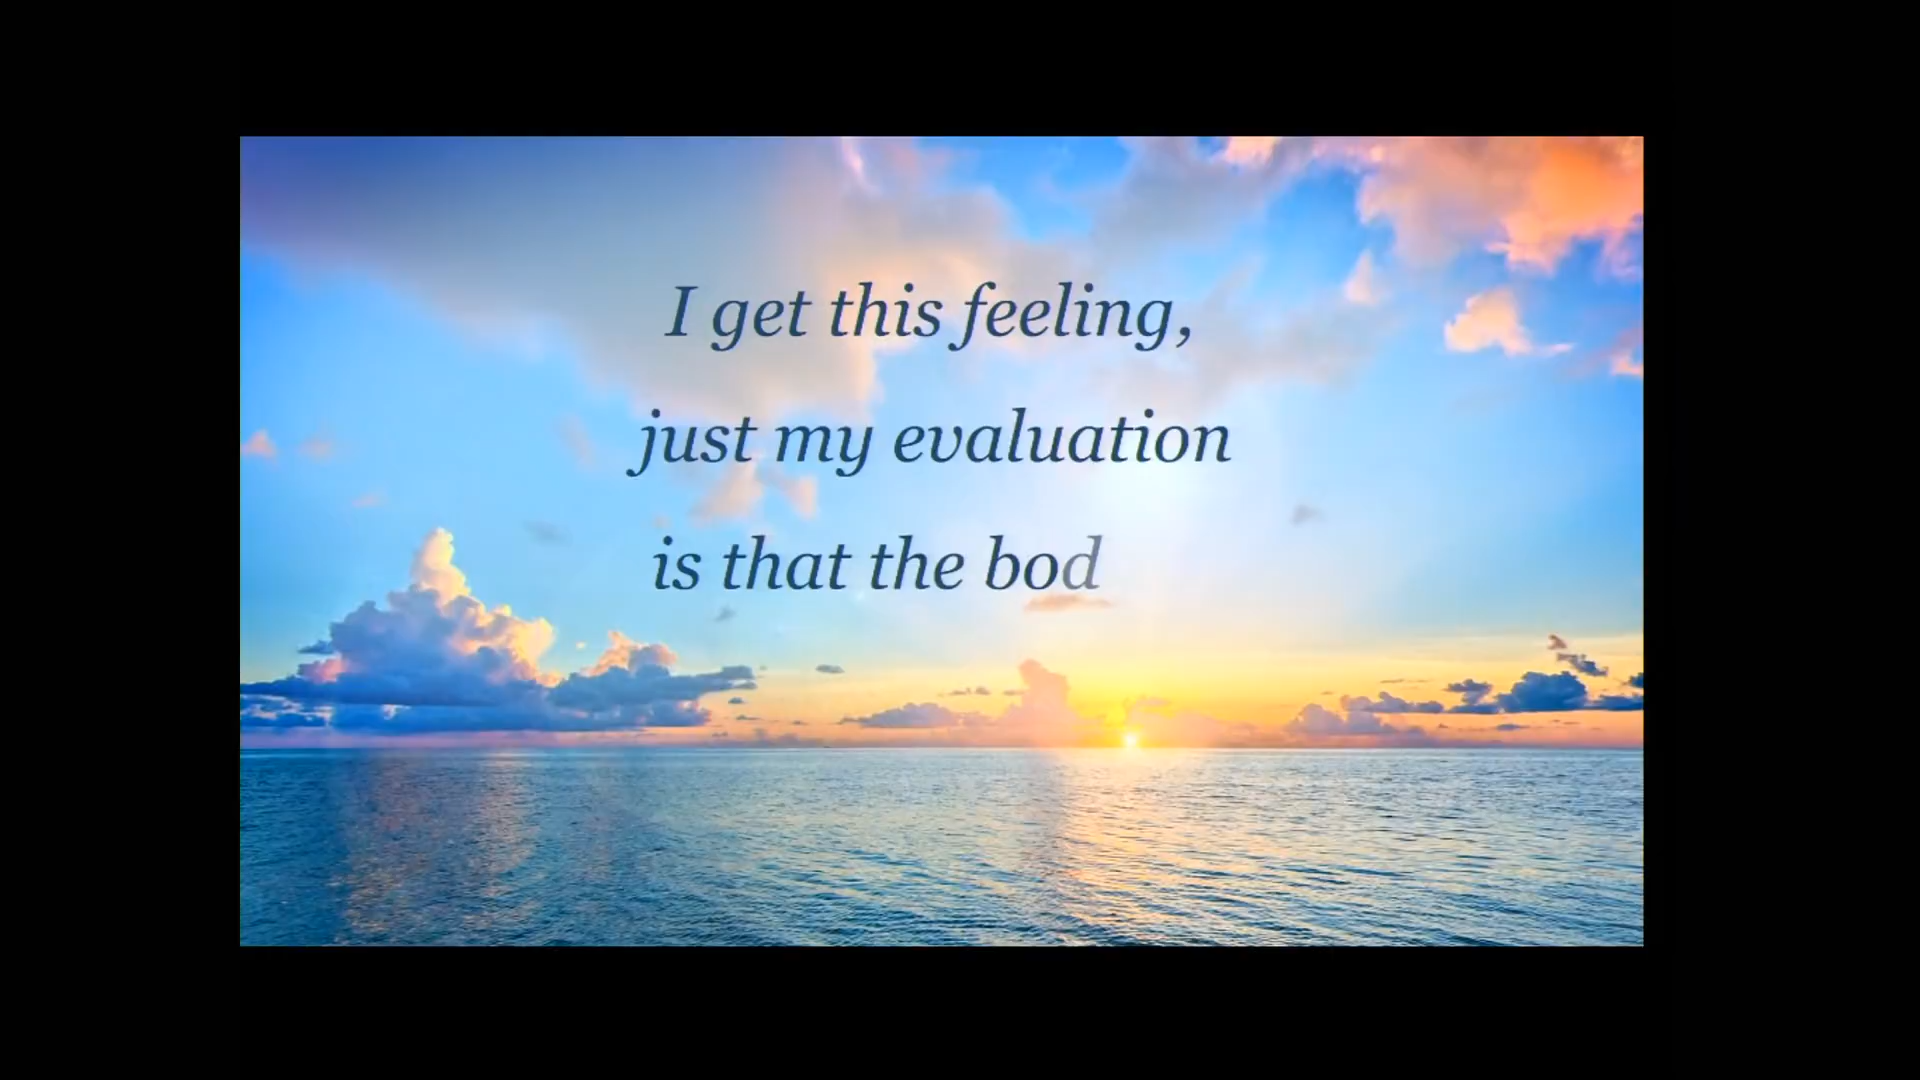 I get this feeling,
just my evaluation
is that the bod